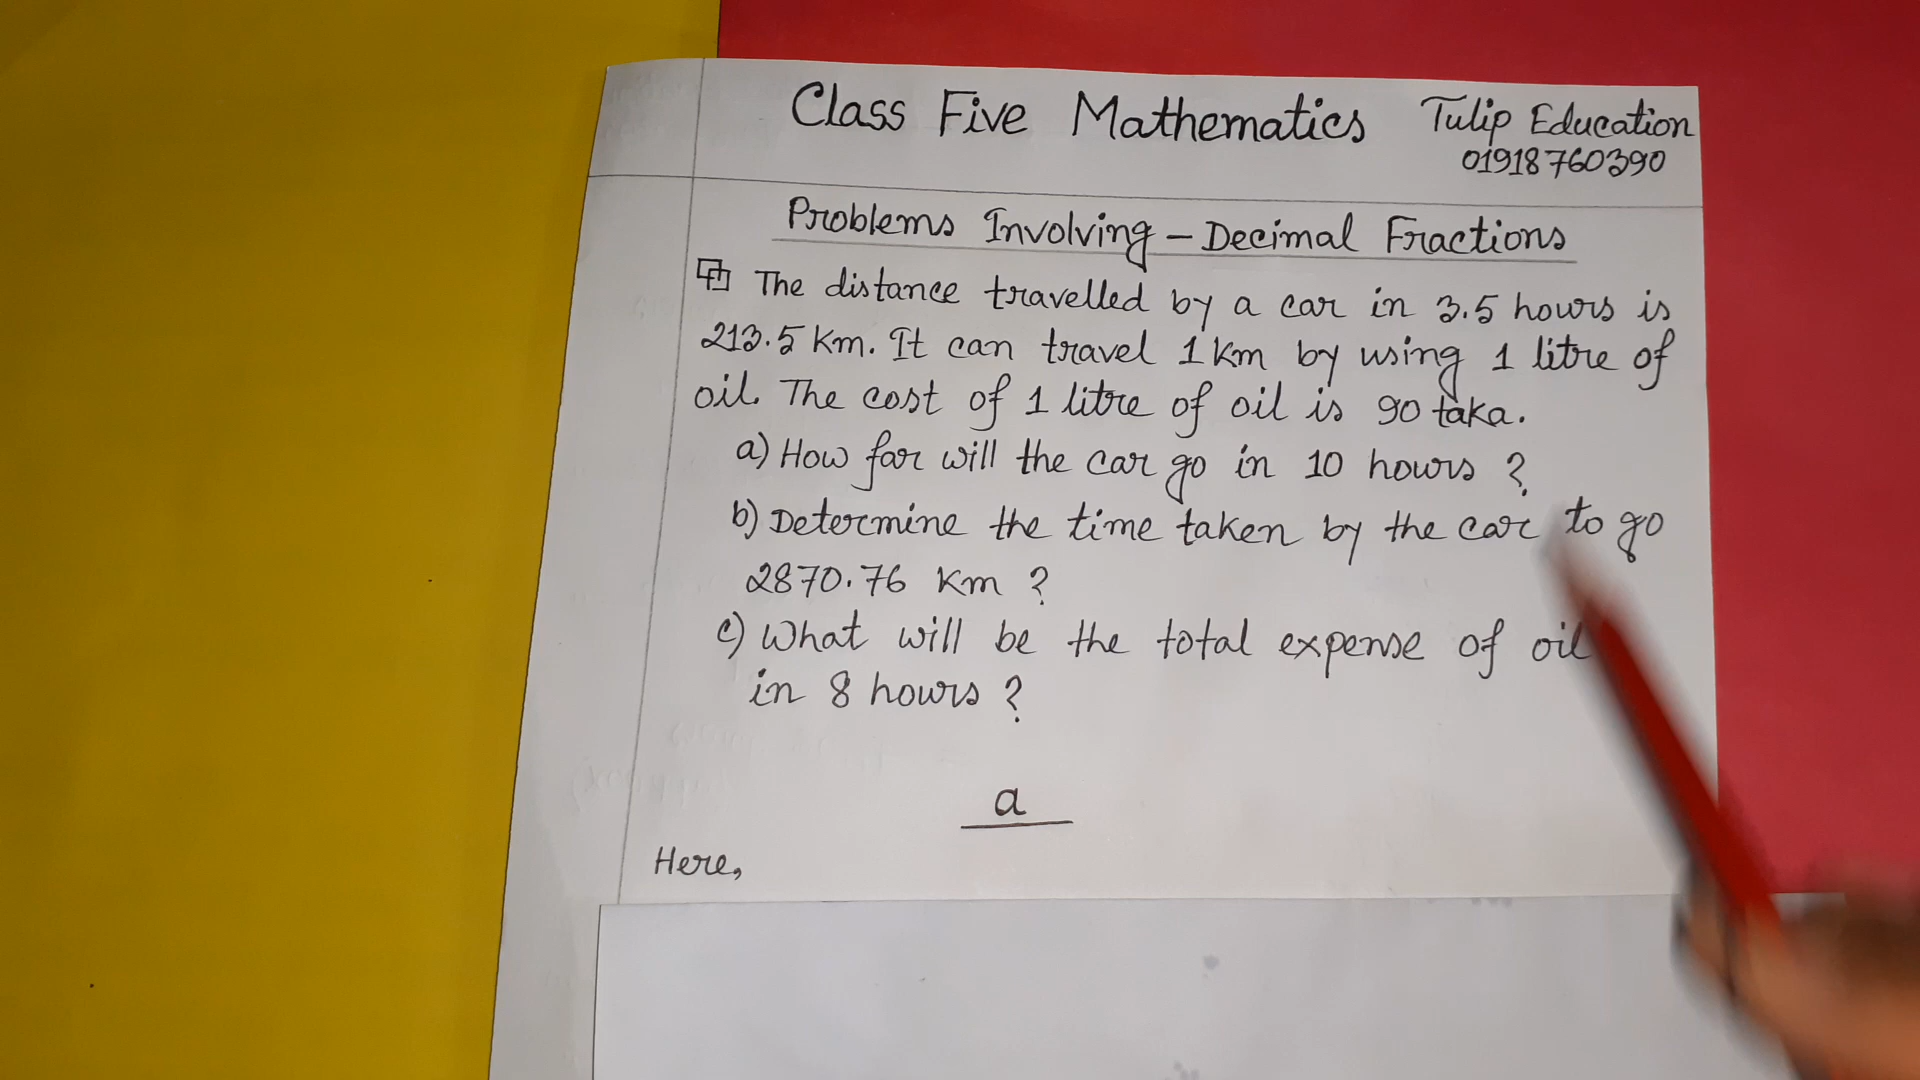 Class Five Mathematics Tulip Education
01918760390
Problems Involving - Decimal Fractions
The distance travelled by a car in 3.5 hours is
213.5 km. It can travel 1 km by using 1 litre of
oil. The cost of 1 litre of oil is 90 taka.
a) How far will the car go in 10 hours ?
b) Determine the time taken by the car to go
2870.76 km ?
c) What will be the total expense of oil
in 8 hours ?
a
Here,